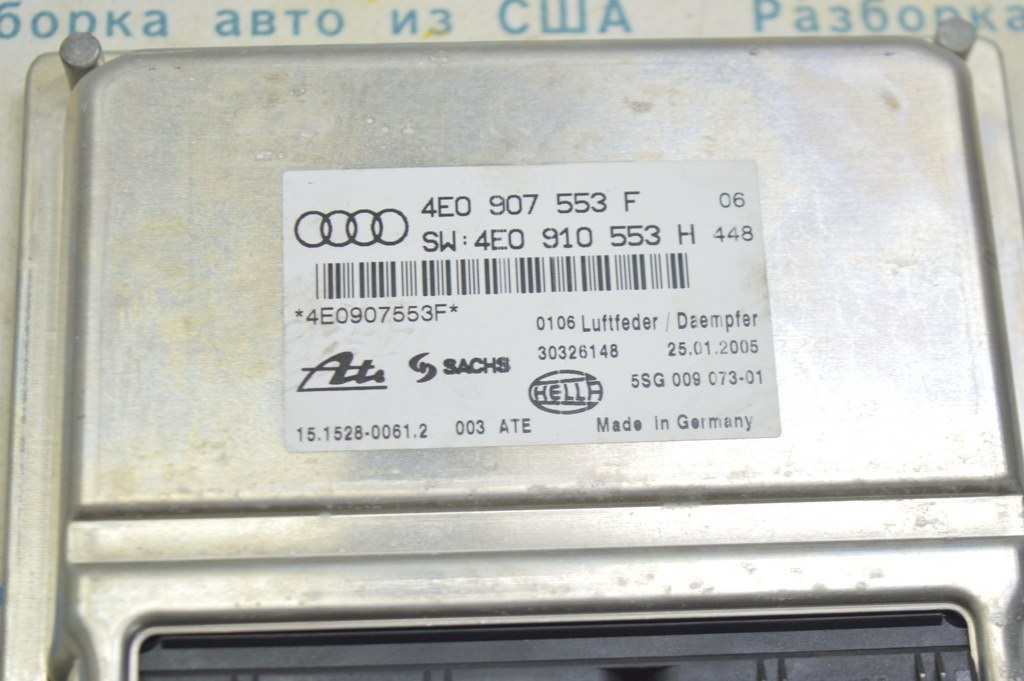 борка авто из США Разборка
4E0 907 553 F 06
SW:4E0 910 553 H 448
*4E0907553F*
0106 Luftfeder / Daempfer
30326148 25.01.2005
Ate SACHS
HELLA 5SG 009 073-01
15.1528-0061.2 003 ATE Made in Germany